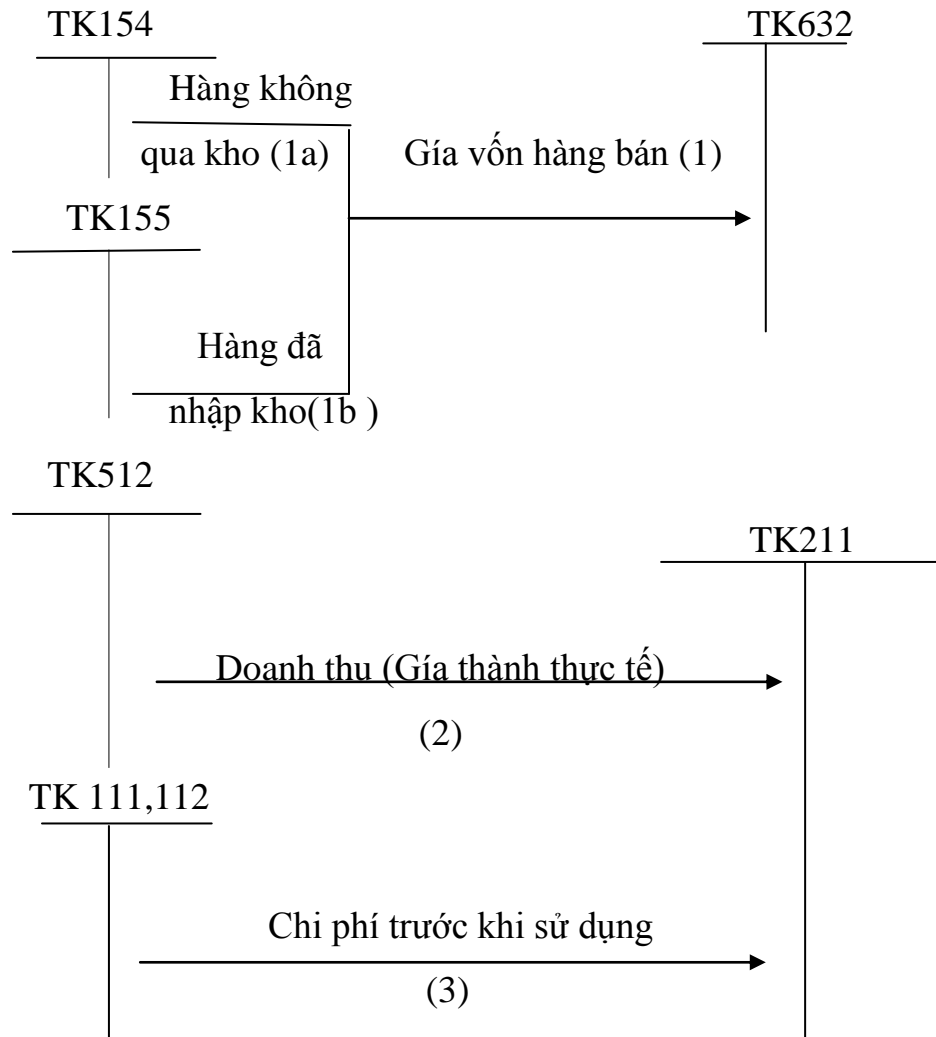 TK154
TK632
Hàng không
qua kho (1a)
Gía vốn hàng bán (1)
TK155
Hàng đã
nhập kho(1b )
TK512
TK211
Doanh thu (Gía thành thực tế)
(2)
TK 111,112
Chi phí trước khi sử dụng
(3)